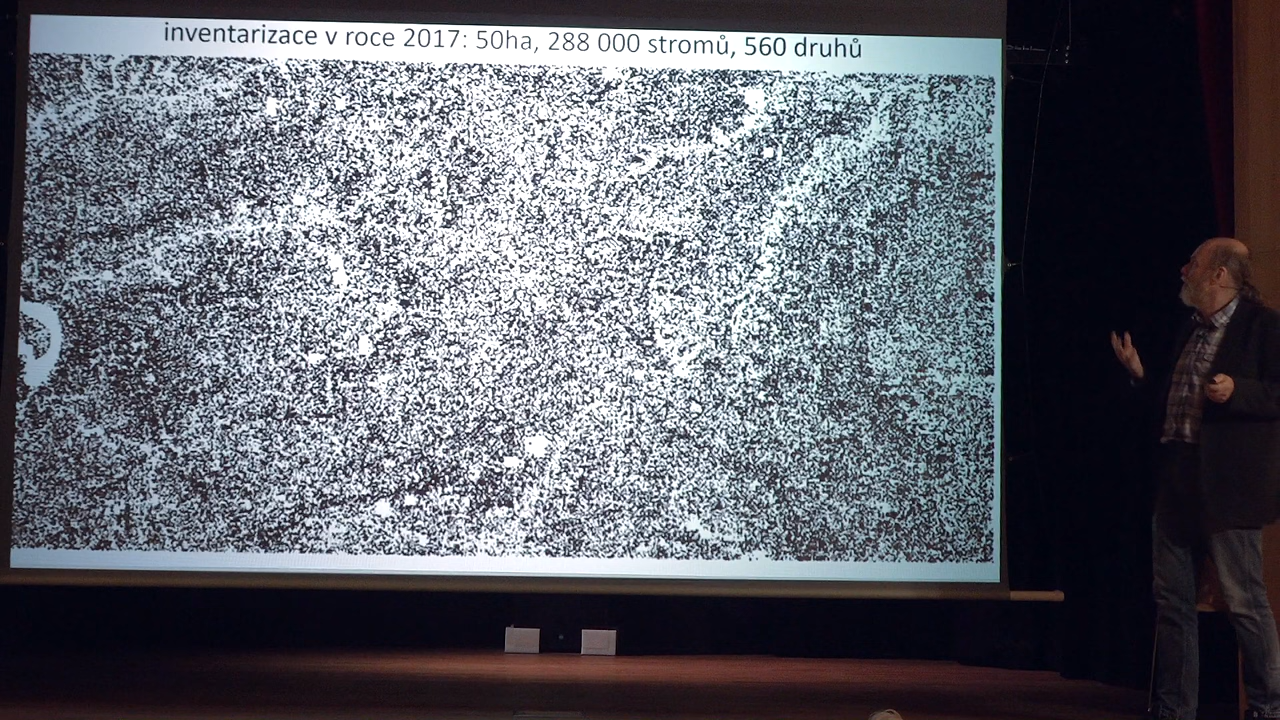 inventarizace v roce 2017: 50ha, 288 000 stromů, 560 druhů